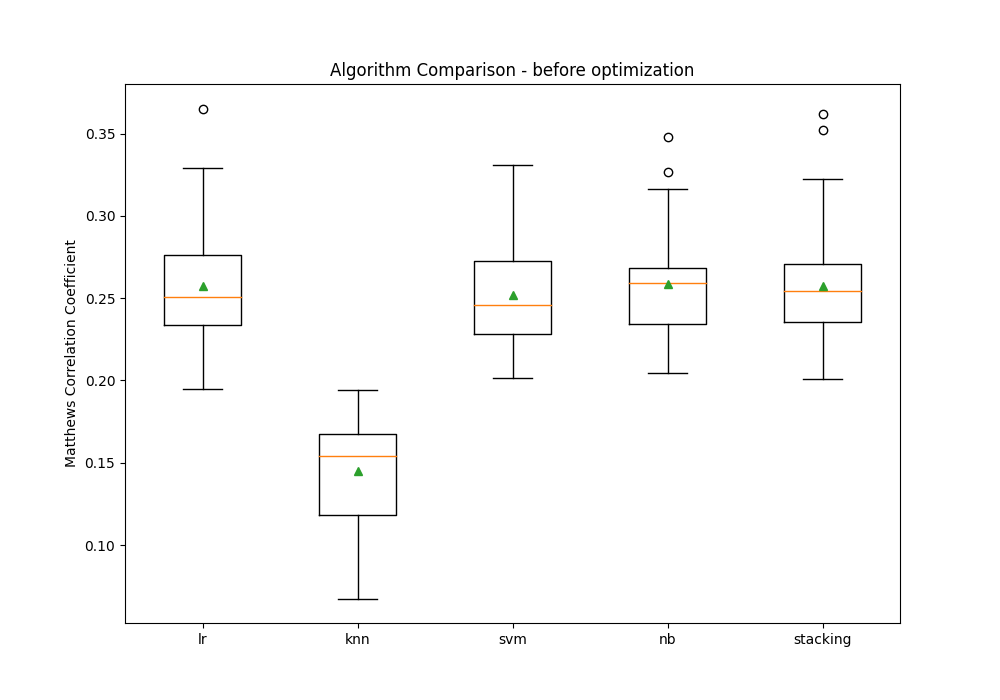 Algorithm Comparison - before optimization
Matthews Correlation Coefficient
0.35
0.30
0.25
0.20
0.15
0.10
lr
knn
svm
nb
stacking